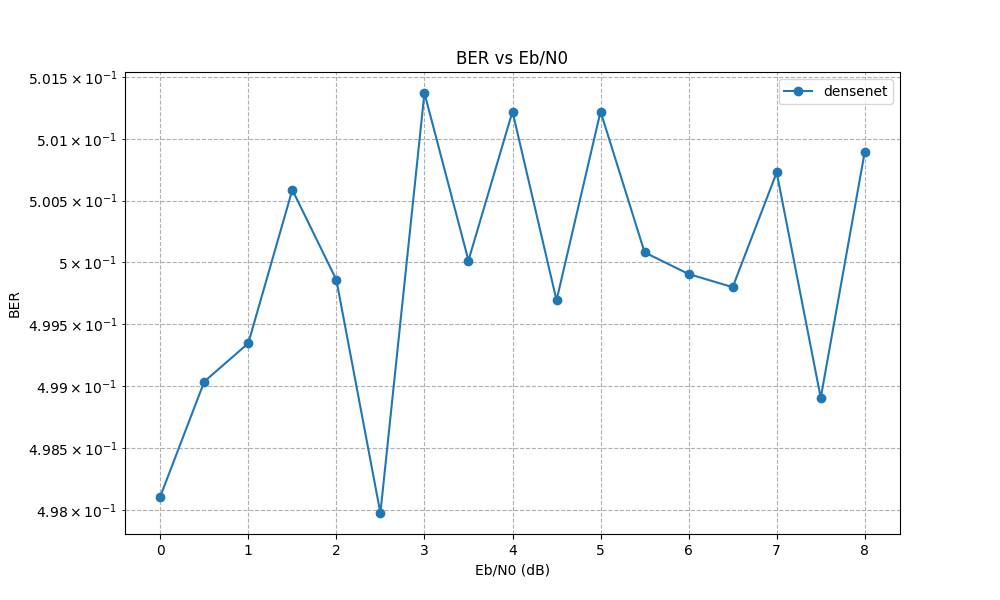 BER vs Eb/N0
densenet
BER
5.015 × 10⁻¹
5.01 × 10⁻¹
5.005 × 10⁻¹
5 × 10⁻¹
4.995 × 10⁻¹
4.99 × 10⁻¹
4.985 × 10⁻¹
4.98 × 10⁻¹
0 1 2 3 4 5 6 7 8
Eb/N0 (dB)